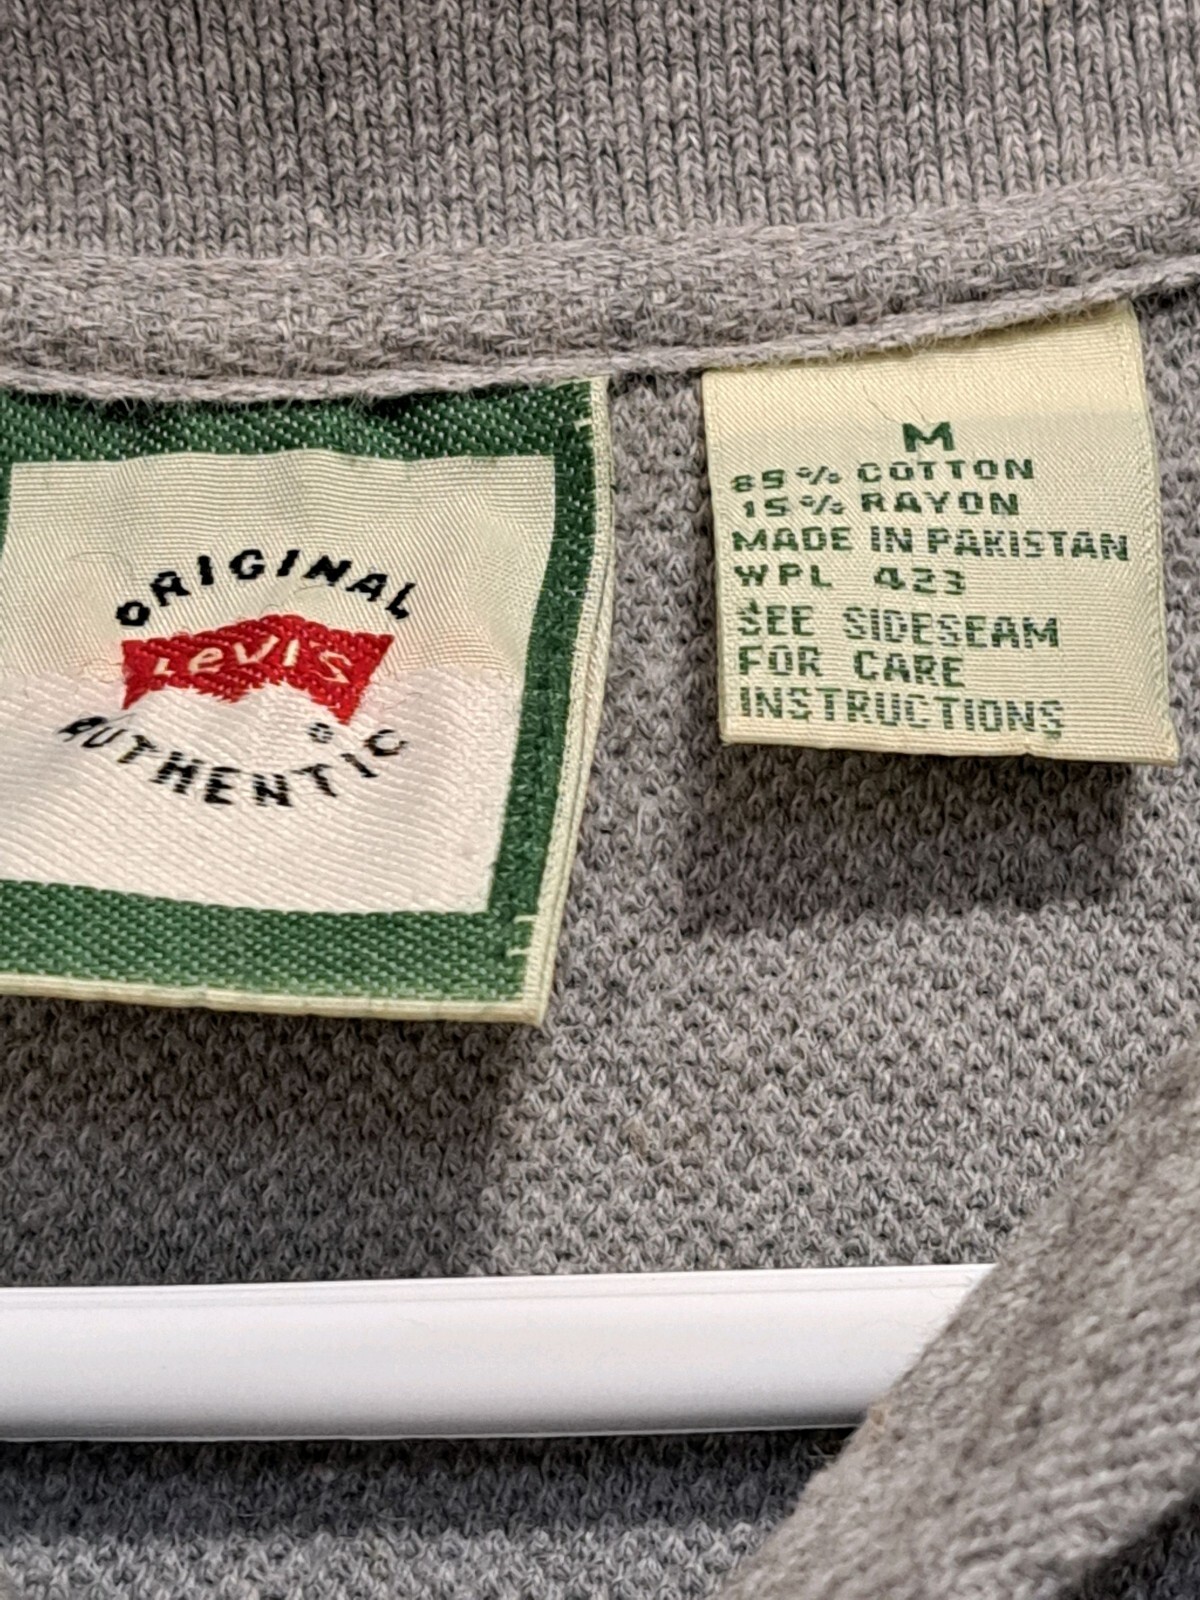 ORIGINAL
Levi's
®
AUTHENTIC
M
85% COTTON
15% RAYON
MADE IN PAKISTAN
WPL 423
SEE SIDESEAM
FOR CARE
INSTRUCTIONS